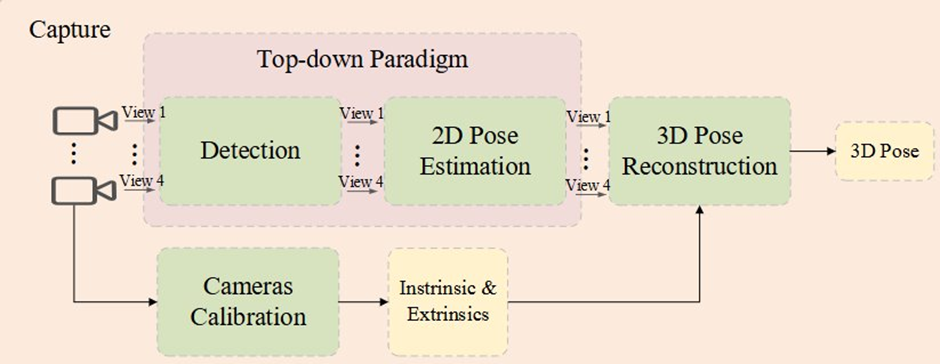 Capture
Top-down Paradigm
View 1
View 4
Detection
View 1
View 4
2D Pose
Estimation
View 1
View 4
3D Pose
Reconstruction
3D Pose
Cameras
Calibration
Instrinsic &
Extrinsics